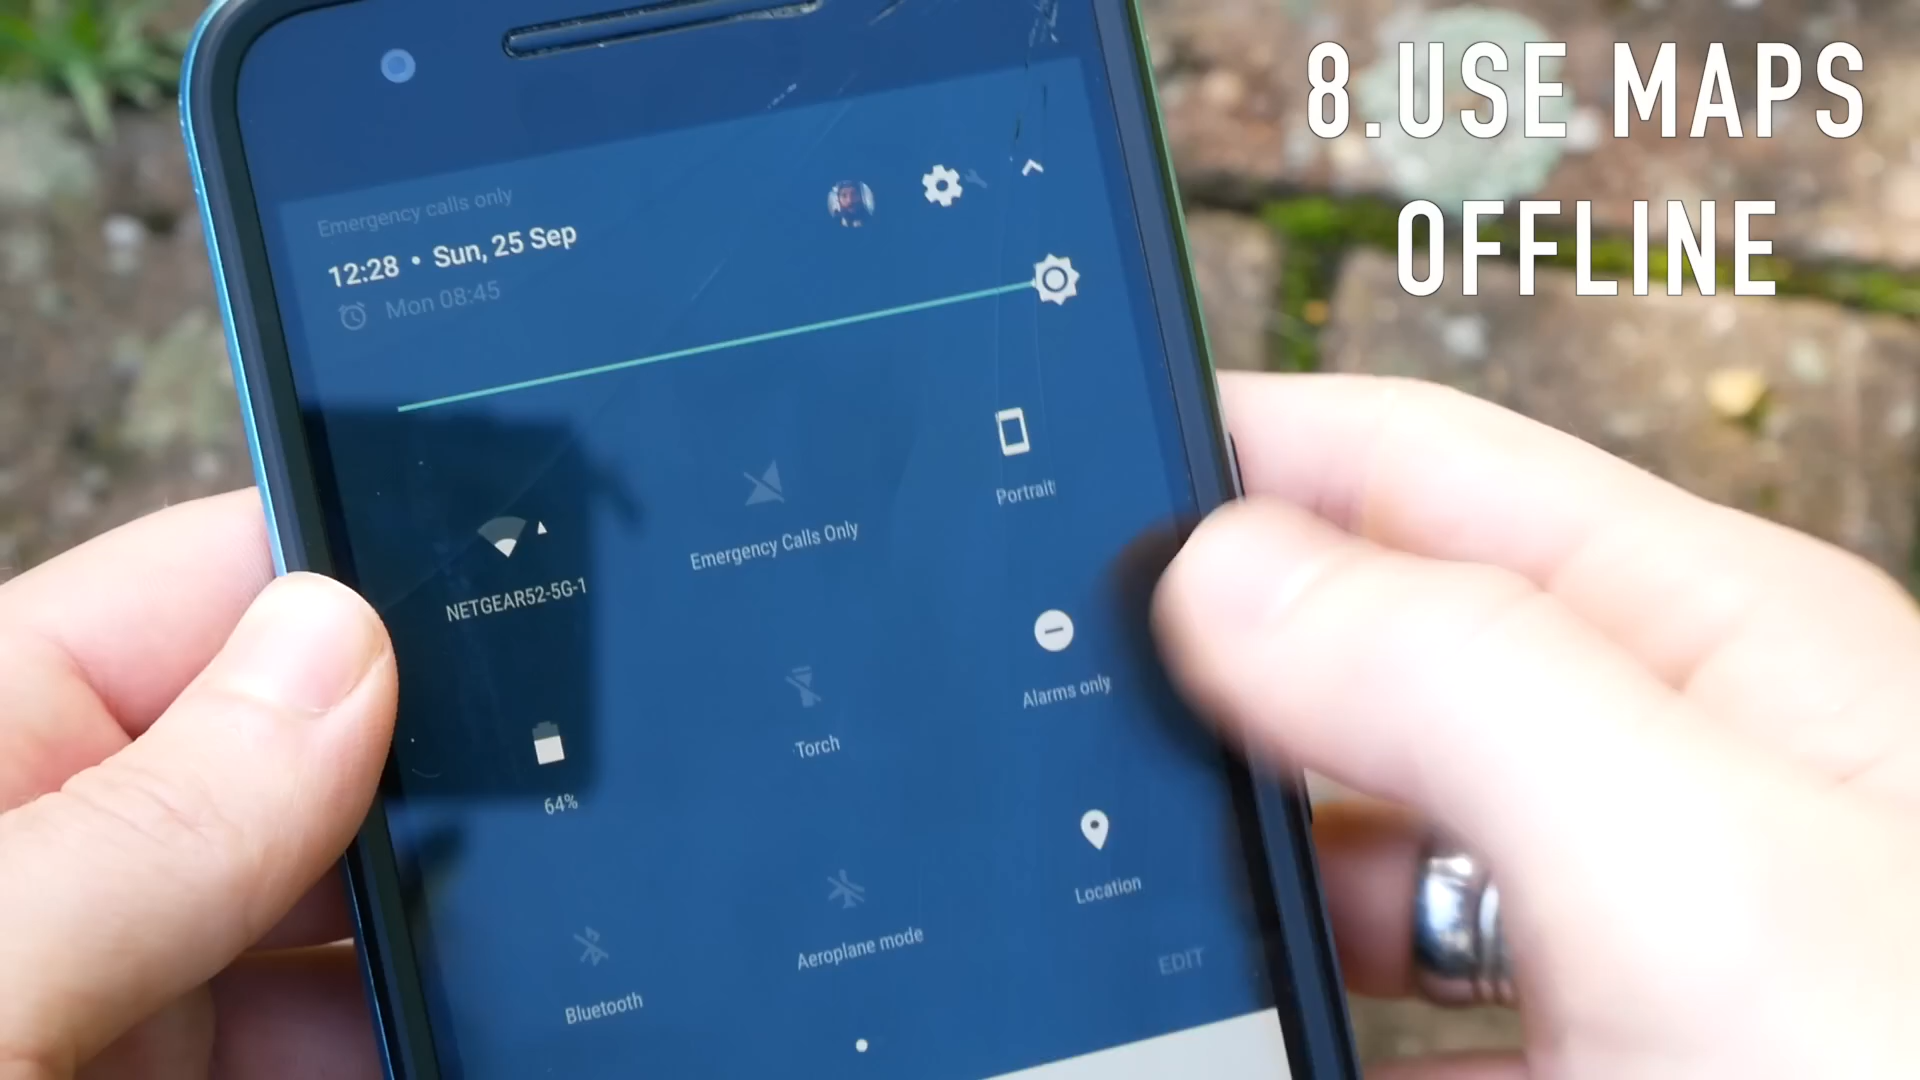 8.USE MAPS
OFFLINE
Emergency calls only
12:28 • Sun, 25 Sep
Mon 08:45
Portrait
Emergency Calls Only
NETGEAR52-5G-1
Alarms only
Torch
64%
Location
Aeroplane mode
Bluetooth
EDIT